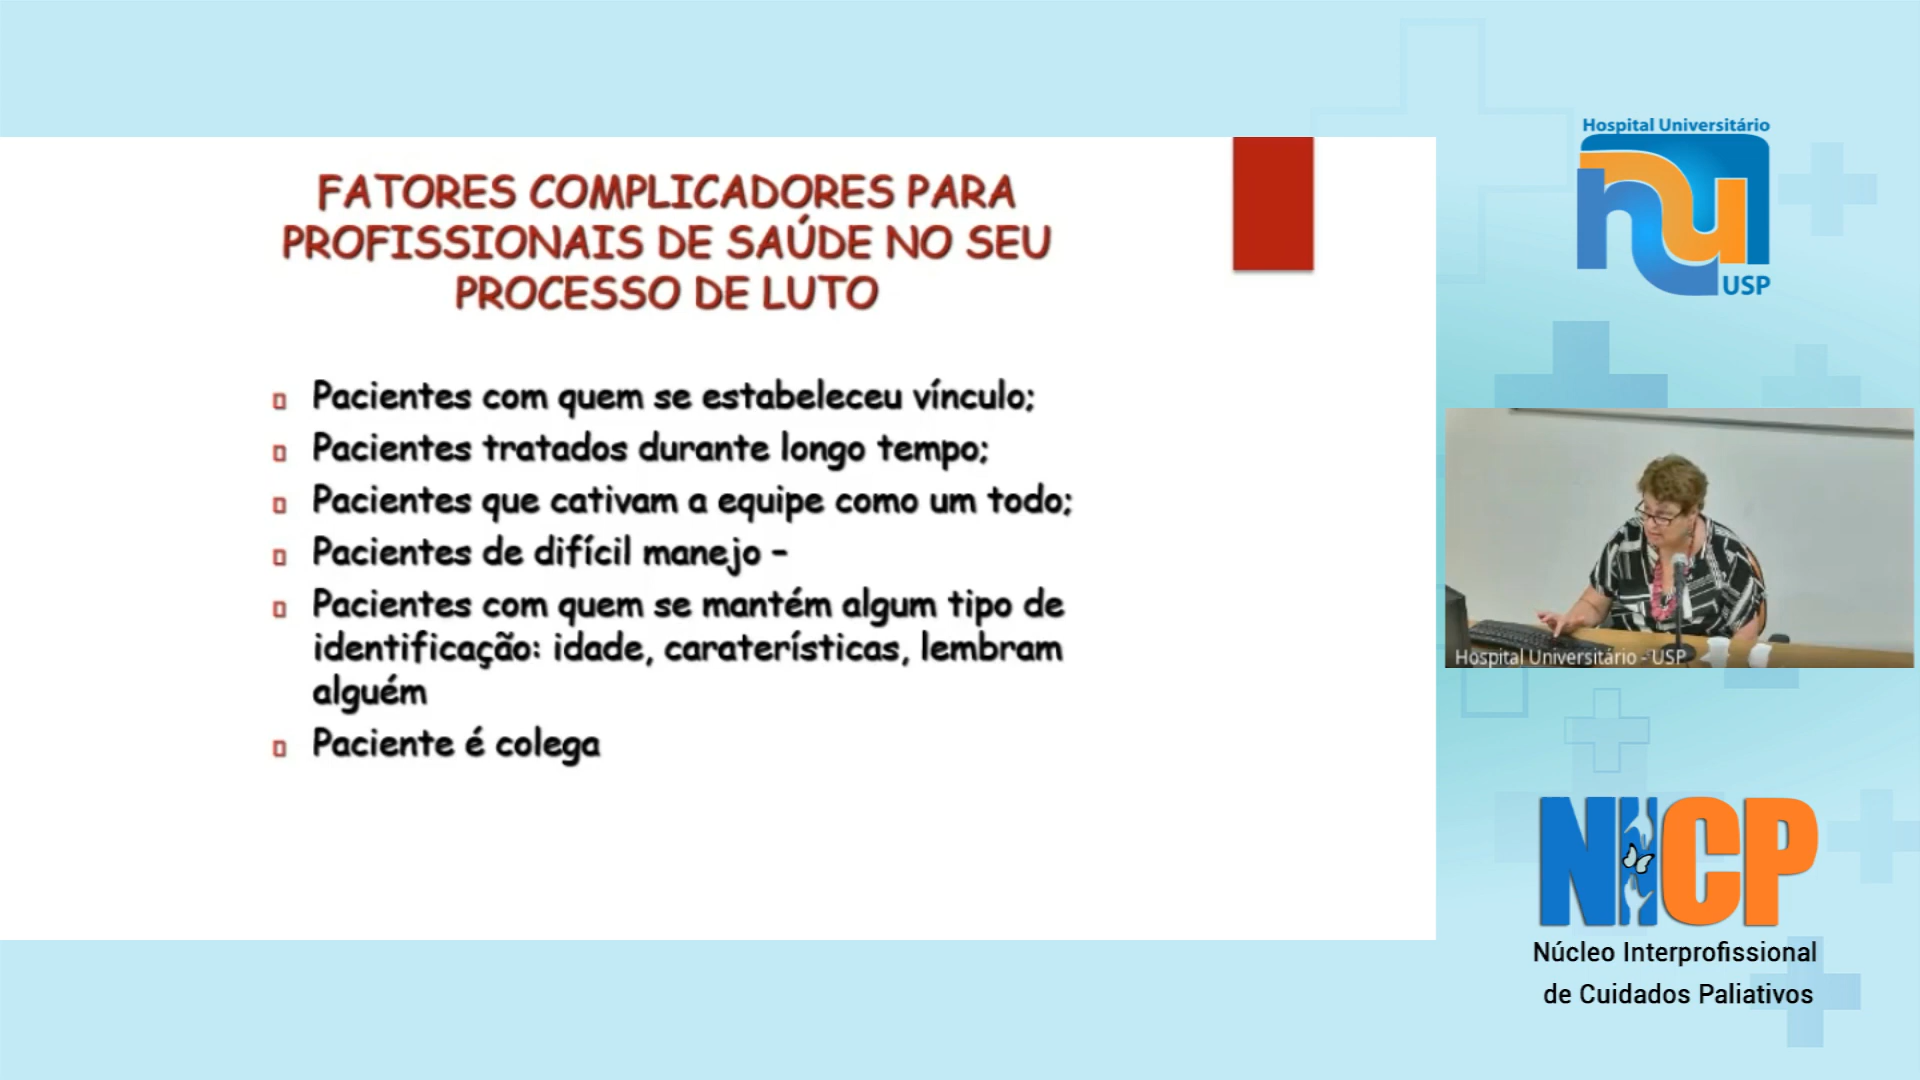 FATORES COMPLICADORES PARA
PROFISSIONAIS DE SAÚDE NO SEU
PROCESSO DE LUTO
Pacientes com quem se estabeleceu vínculo;
Pacientes tratados durante longo tempo;
Pacientes que cativam a equipe como um todo;
Pacientes de difícil manejo –
Pacientes com quem se mantém algum tipo de
identificação: idade, caraterísticas, lembram
alguém
Paciente é colega
Hospital Universitário
hu
USP
Hospital Universitário - USP
NICP
Núcleo Interprofissional
de Cuidados Paliativos